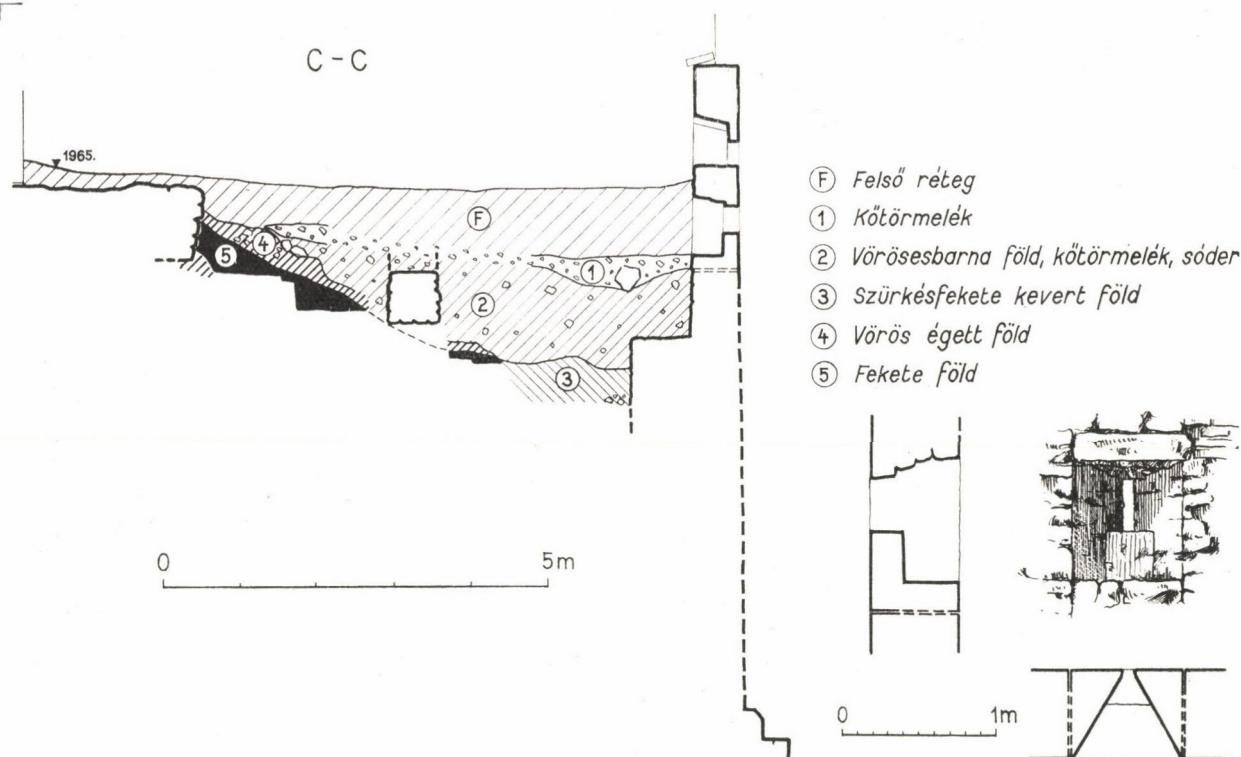 C-C
1965.
F
4
5
1
2
3
F Felső réteg
1 Kőtörmelék
2 Vörösesbarna föld, kőtörmelék, sóder
3 Szürkésfekete kevert föld
4 Vörös égett föld
5 Fekete föld
0 5m
0 1m